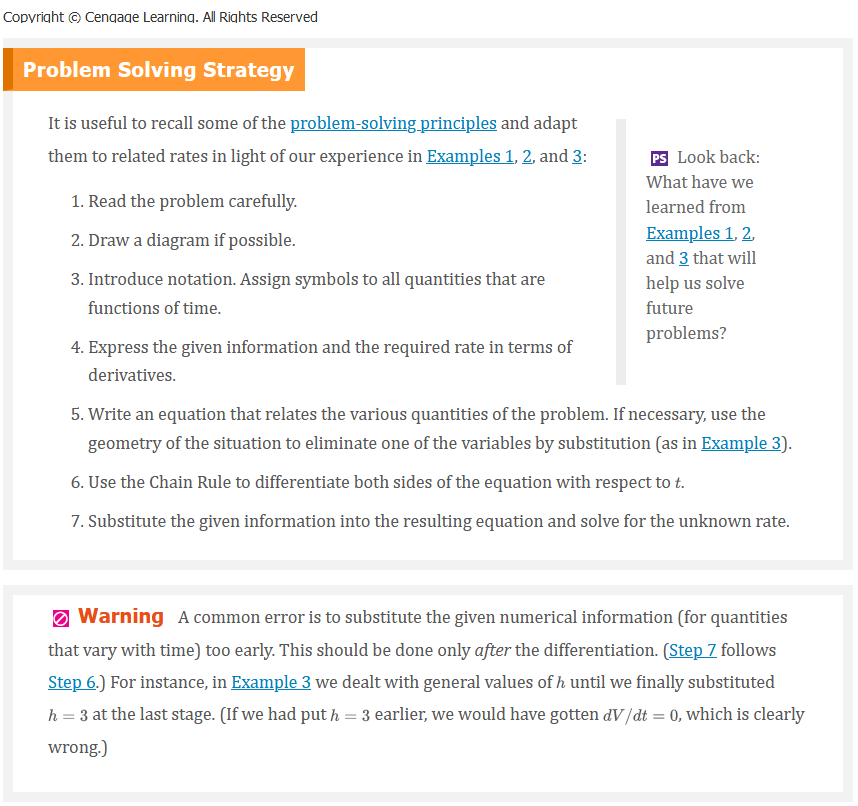 Copyright © Cengage Learning. All Rights Reserved
Problem Solving Strategy
It is useful to recall some of the problem-solving principles and adapt
them to related rates in light of our experience in Examples 1, 2, and 3:
1. Read the problem carefully.
2. Draw a diagram if possible.
3. Introduce notation. Assign symbols to all quantities that are
functions of time.
4. Express the given information and the required rate in terms of
derivatives.
PS Look back:
What have we
learned from
Examples 1, 2,
and 3 that will
help us solve
future
problems?
5. Write an equation that relates the various quantities of the problem. If necessary, use the
geometry of the situation to eliminate one of the variables by substitution (as in Example 3).
6. Use the Chain Rule to differentiate both sides of the equation with respect to t.
7. Substitute the given information into the resulting equation and solve for the unknown rate.
Warning A common error is to substitute the given numerical information (for quantities
that vary with time) too early. This should be done only after the differentiation. (Step 7 follows
Step 6.) For instance, in Example 3 we dealt with general values of h until we finally substituted
h = 3 at the last stage. (If we had put h = 3 earlier, we would have gotten dV/dt = 0, which is clearly
wrong.)